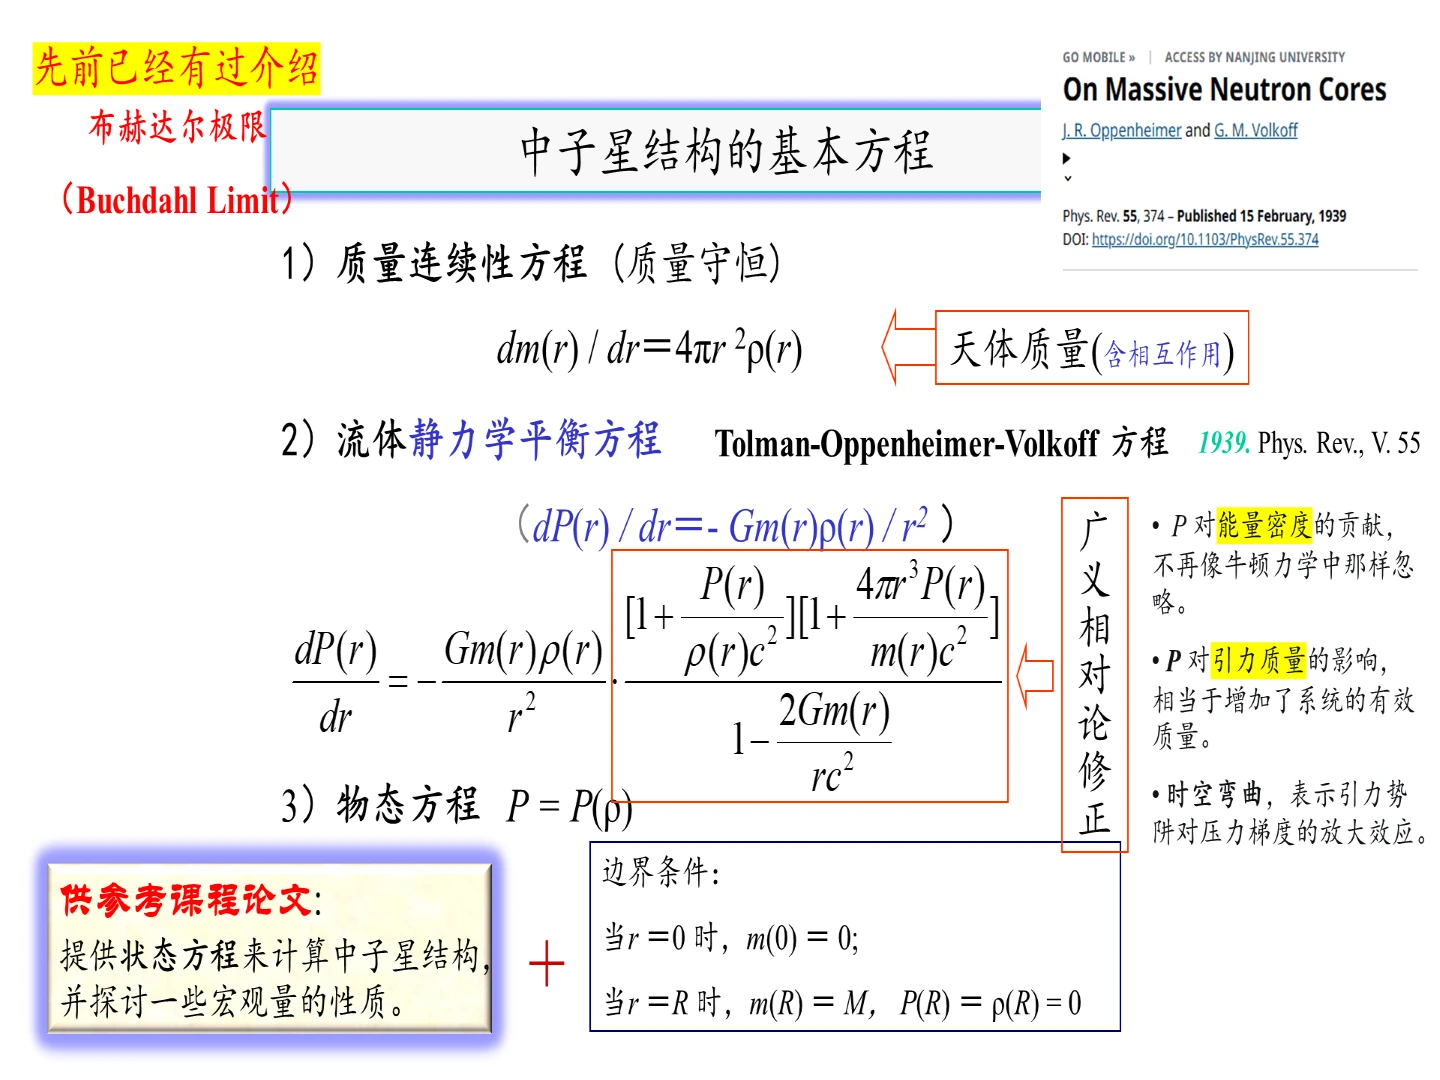 先前已经有过介绍
布赫达尔极限
（Buchdahl Limit）
中子星结构的基本方程
GO MOBILE » | ACCESS BY NANJING UNIVERSITY
On Massive Neutron Cores
J. R. Oppenheimer and G. M. Volkoff
Phys. Rev. 55, 374 – Published 15 February, 1939
DOI: https://doi.org/10.1103/PhysRev.55.374
1）质量连续性方程（质量守恒）
dm(r) / dr＝4πr ²ρ(r)
天体质量(含相互作用)
2）流体静力学平衡方程 Tolman-Oppenheimer-Volkoff 方程 1939. Phys. Rev., V. 55
（dP(r) / dr＝- Gm(r)ρ(r) / r² ）
dP(r)/dr = − Gm(r)ρ(r)/r² · [1+ P(r)/ρ(r)c²][1+ 4πr³P(r)/m(r)c²] / 1− 2Gm(r)/rc²
广义相对论修正
• P 对能量密度的贡献，
不再像牛顿力学中那样忽
略。
• P 对引力质量的影响，
相当于增加了系统的有效
质量。
• 时空弯曲，表示引力势
阱对压力梯度的放大效应。
3）物态方程 P = P(ρ)
供参考课程论文：
提供状态方程来计算中子星结构，
并探讨一些宏观量的性质。
＋
边界条件：
当r ＝0 时，m(0) ＝ 0;
当r ＝R 时，m(R) ＝ M， P(R) ＝ ρ(R) = 0